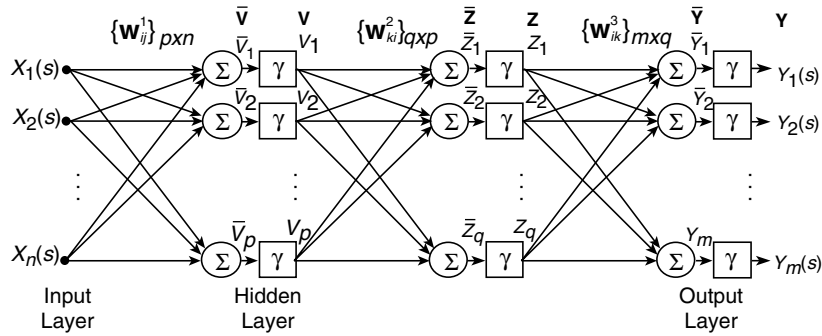 {W¹ᵢⱼ}pxn V̄ V {W²ₖᵢ}qxp Z̄ Z {W³ᵢₖ}mxq Ȳ Y
X₁(s) Σ V̄₁ γ V₁ Σ Z̄₁ γ Z₁ Σ Ȳ₁ γ Y₁(s)
X₂(s) Σ V̄₂ γ V₂ Σ Z̄₂ γ Z₂ Σ Ȳ₂ γ Y₂(s)
⋮ ⋮ ⋮ ⋮
Xₙ(s) Σ V̄ₚ γ Vₚ Σ Z̄q γ Zq Σ Yₘ γ Yₘ(s)
Input Hidden Output
Layer Layer Layer